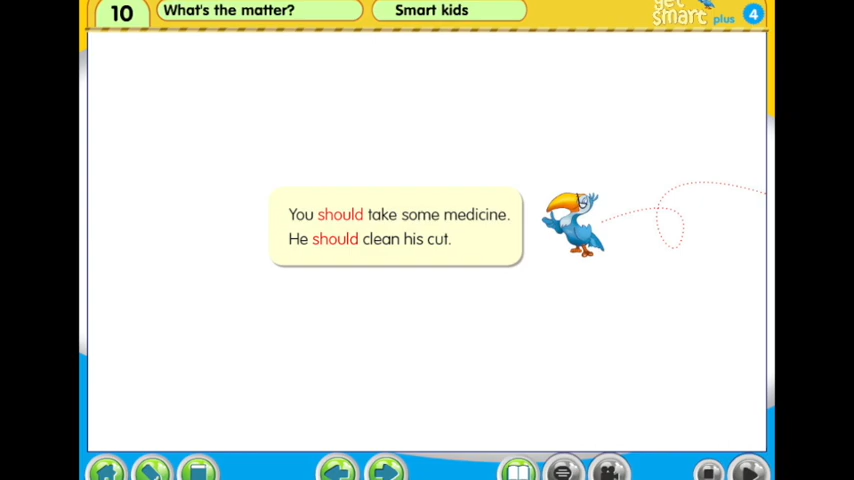 10
What's the matter?
Smart kids
get
smart plus 4
You should take some medicine.
He should clean his cut.